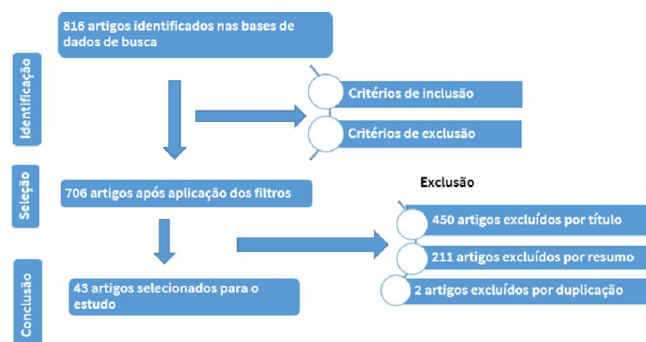 Identificação
816 artigos identificados nas bases de
dados de busca
Critérios de inclusão
Critérios de exclusão
Seleção
706 artigos após aplicação dos filtros
Exclusão
450 artigos excluídos por título
211 artigos excluídos por resumo
2 artigos excluídos por duplicação
Conclusão
43 artigos selecionados para o
estudo